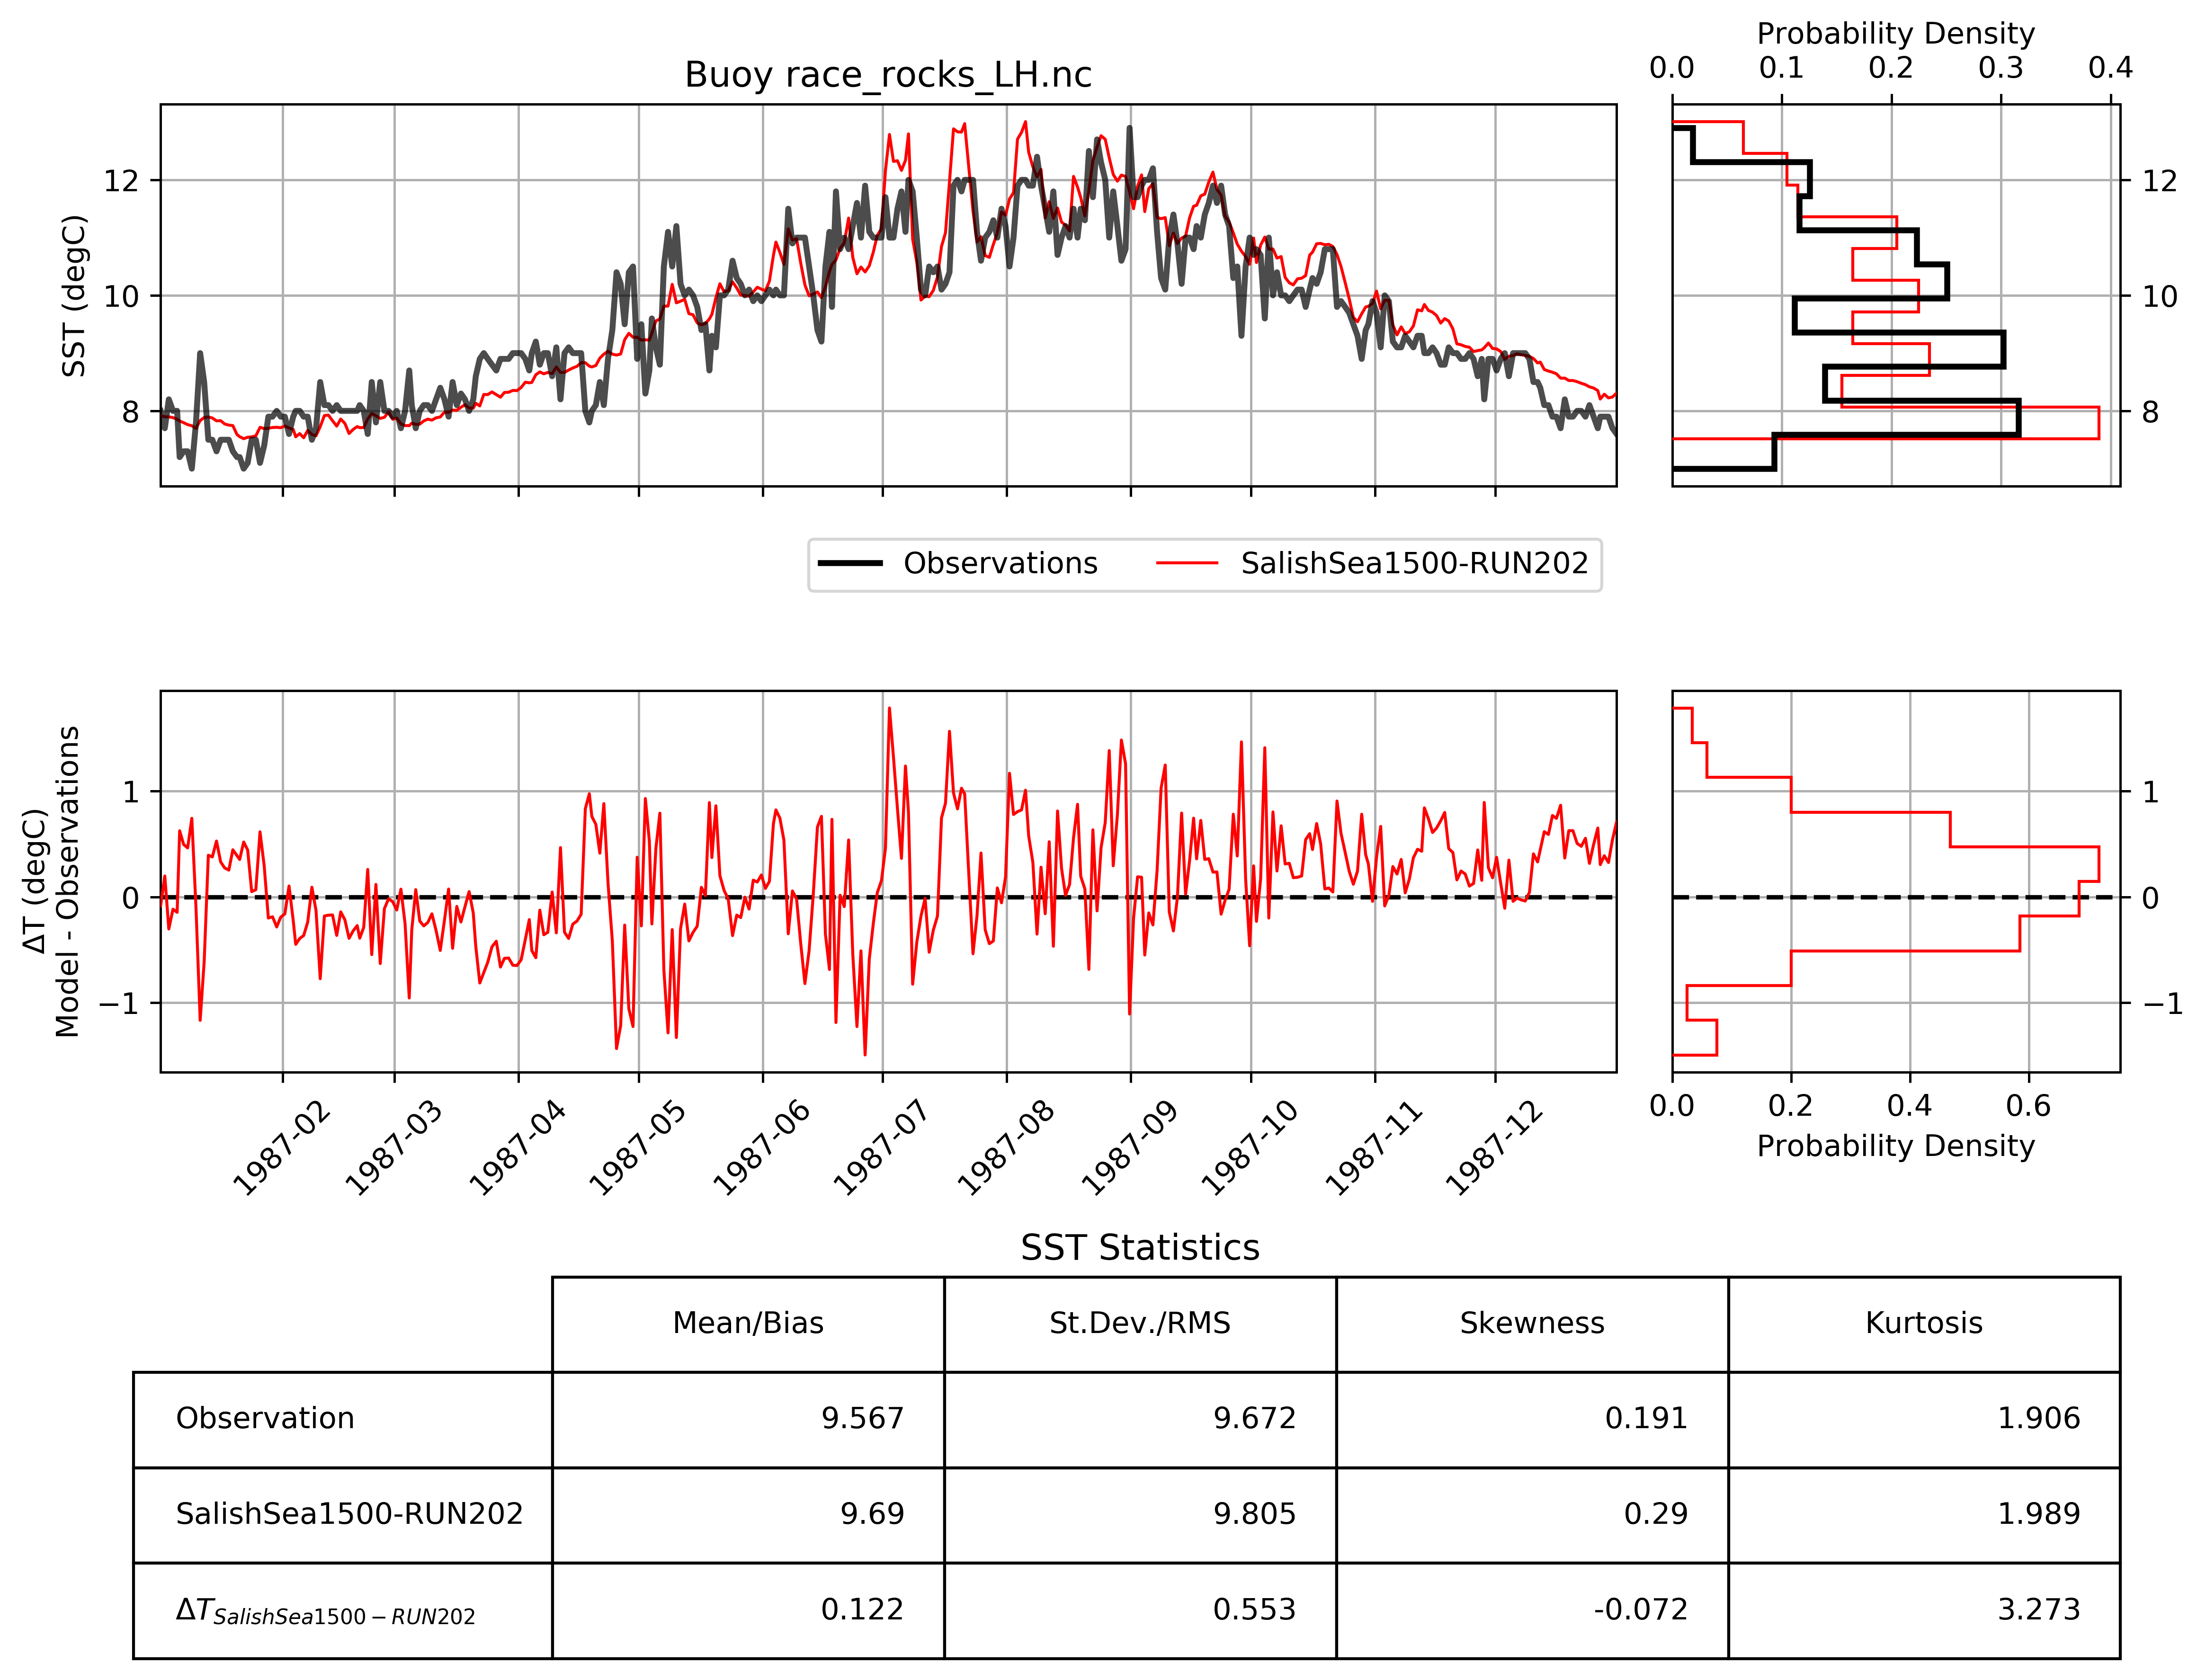 Probability Density
0.0 0.1 0.2 0.3 0.4
Buoy race_rocks_LH.nc
SST (degC)
12
10
8
12
10
8
Observations SalishSea1500-RUN202
ΔT (degC)
Model - Observations
1
0
−1
1
0
−1
1987-02 1987-03 1987-04 1987-05 1987-06 1987-07 1987-08 1987-09 1987-10 1987-11 1987-12
0.0 0.2 0.4 0.6
Probability Density
SST Statistics
Mean/Bias St.Dev./RMS Skewness Kurtosis
Observation 9.567 9.672 0.191 1.906
SalishSea1500-RUN202 9.69 9.805 0.29 1.989
ΔT SalishSea1500−RUN202 0.122 0.553 -0.072 3.273